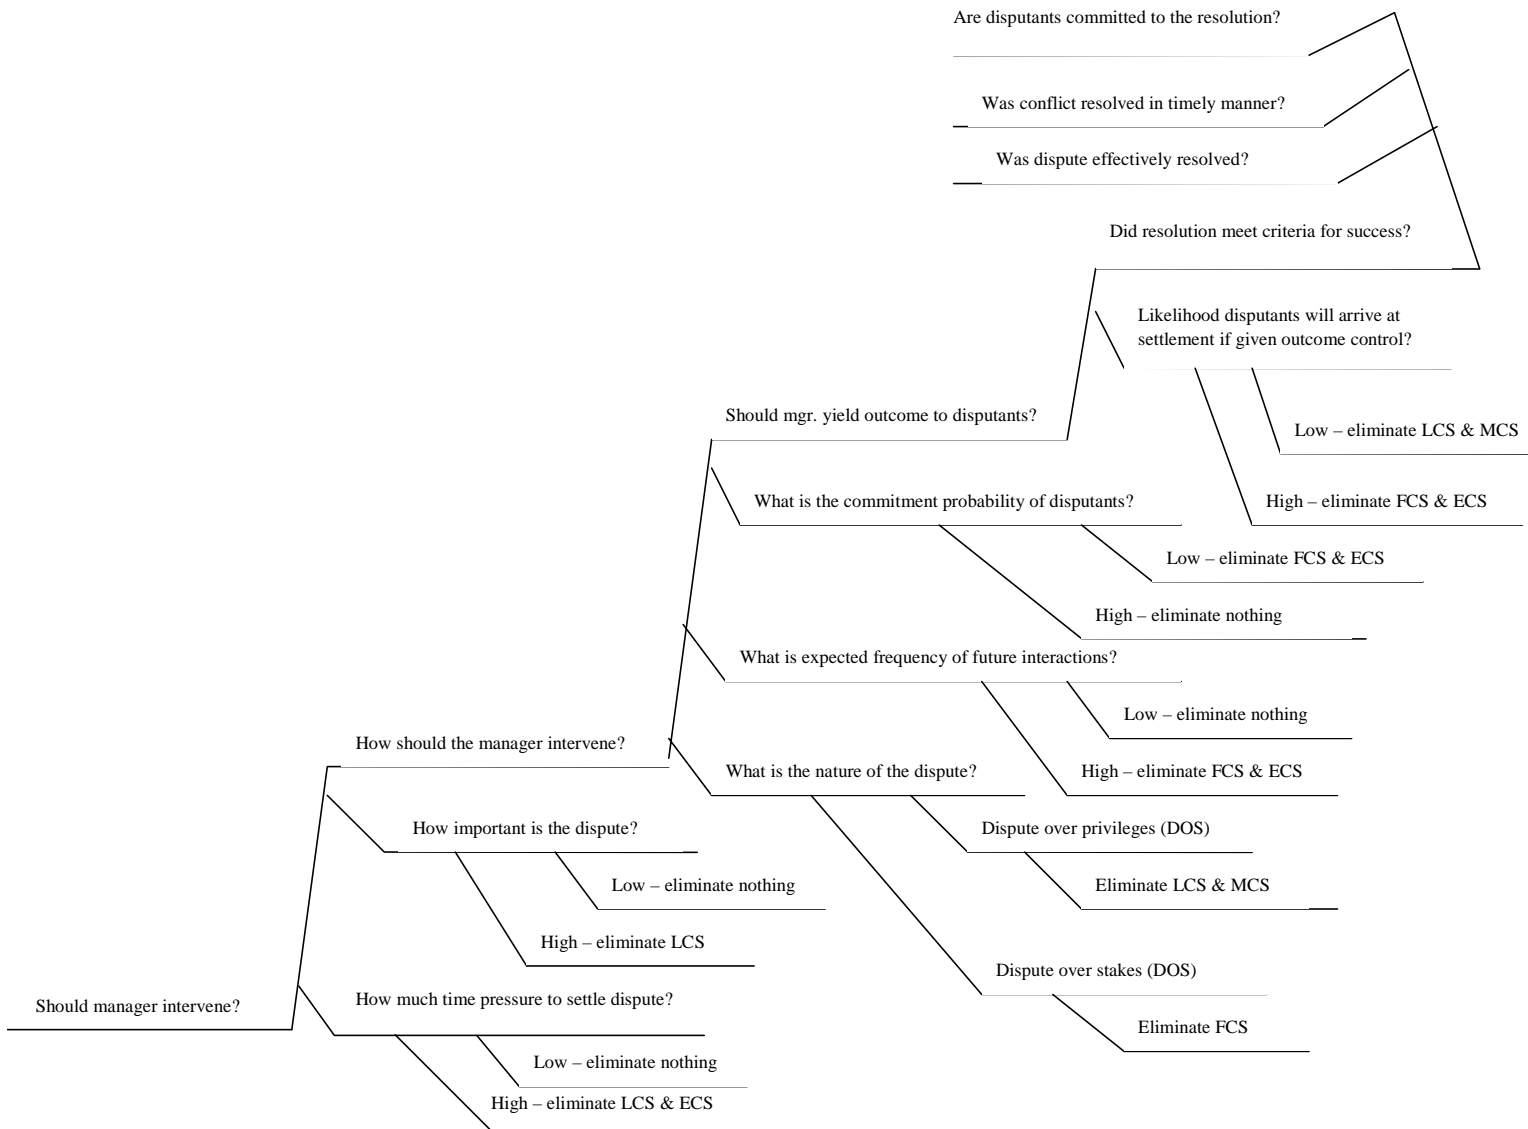 Are disputants committed to the resolution?
Was conflict resolved in timely manner?
Was dispute effectively resolved?
Did resolution meet criteria for success?
Likelihood disputants will arrive at
settlement if given outcome control?
Should mgr. yield outcome to disputants?
Low – eliminate LCS & MCS
What is the commitment probability of disputants?
High – eliminate FCS & ECS
Low – eliminate FCS & ECS
High – eliminate nothing
What is expected frequency of future interactions?
Low – eliminate nothing
How should the manager intervene?
What is the nature of the dispute?
High – eliminate FCS & ECS
How important is the dispute?
Dispute over privileges (DOS)
Low – eliminate nothing
Eliminate LCS & MCS
High – eliminate LCS
Dispute over stakes (DOS)
Should manager intervene?
How much time pressure to settle dispute?
Eliminate FCS
Low – eliminate nothing
High – eliminate LCS & ECS